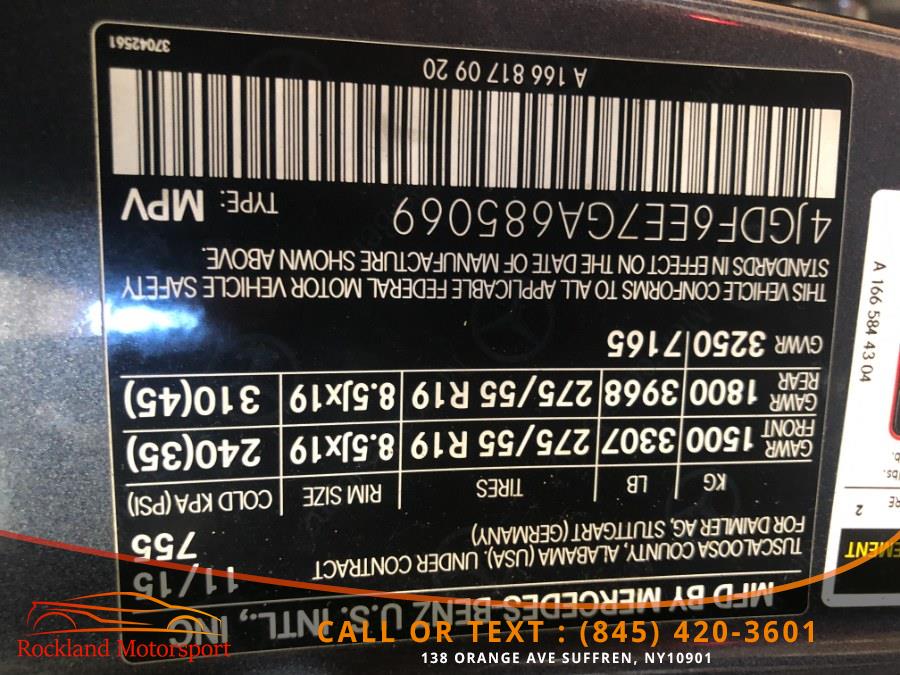 MFD BY MERCEDES-BENZ U.S. INTL., INC
TUSCALOOSA COUNTY, ALABAMA (USA). UNDER CONTRACT 11/15
FOR DAIMLER AG, STUTTGART (GERMANY) 755
KG LB TIRES RIM SIZE COLD KPA (PSI)
GAWR FRONT 1500 3307 275/55 R19 8.5Jx19 240(35)
GAWR REAR 1800 3968 275/55 R19 8.5Jx19 310(45)
GVWR 3250 7165
THIS VEHICLE CONFORMS TO ALL APPLICABLE FEDERAL MOTOR VEHICLE SAFETY
STANDARDS IN EFFECT ON THE DATE OF MANUFACTURE SHOWN ABOVE.
4JGDF6EE7GA685069 TYPE: MPV
A 166 817 09 20
37042561
A 166 584 43 04
2
Rockland Motorsport
CALL OR TEXT : (845) 420-3601
138 ORANGE AVE SUFFREN, NY10901